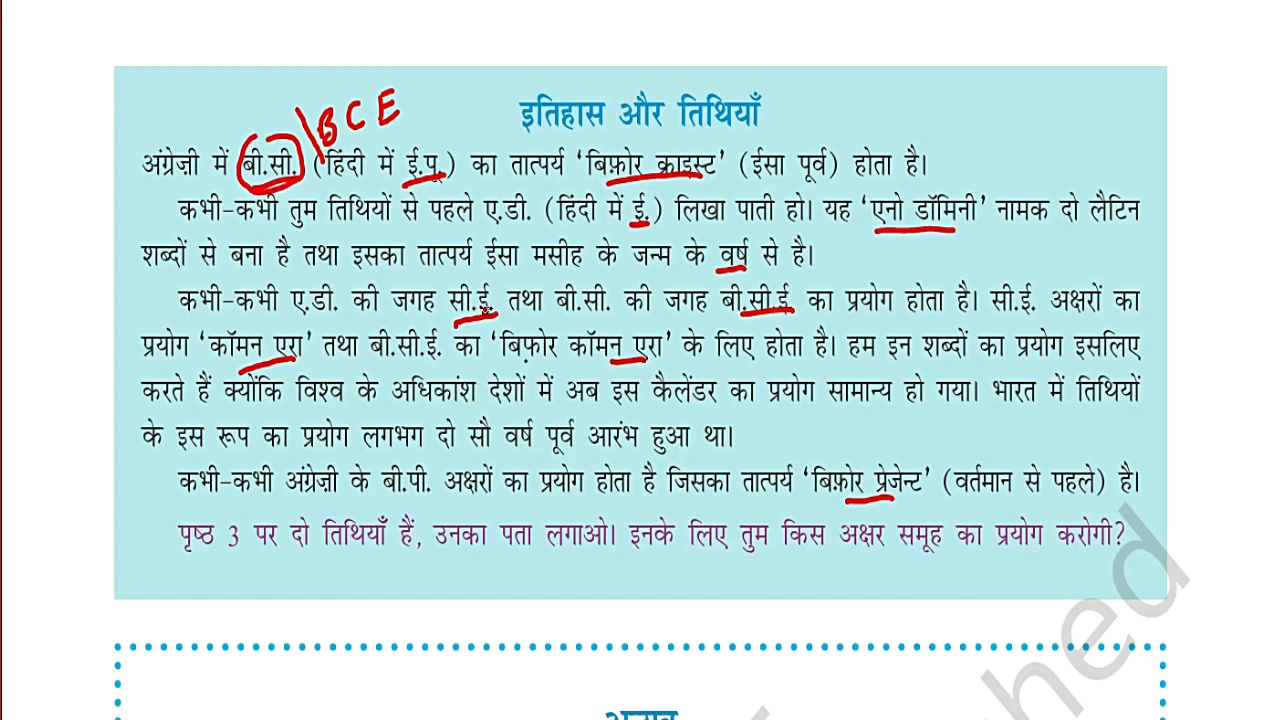 BCE
इतिहास और तिथियाँ
अंग्रेज़ी में बी.सी. (हिंदी में ई.पू.) का तात्पर्य ‘बिफ़ोर क्राइस्ट’ (ईसा पूर्व) होता है।
कभी-कभी तुम तिथियों से पहले ए.डी. (हिंदी में ई.) लिखा पाती हो। यह ‘एनो डॉमिनी’ नामक दो लैटिन
शब्दों से बना है तथा इसका तात्पर्य ईसा मसीह के जन्म के वर्ष से है।
कभी-कभी ए.डी. की जगह सी.ई. तथा बी.सी. की जगह बी.सी.ई. का प्रयोग होता है। सी.ई. अक्षरों का
प्रयोग ‘कॉमन एरा’ तथा बी.सी.ई. का ‘बिफ़ोर कॉमन एरा’ के लिए होता है। हम इन शब्दों का प्रयोग इसलिए
करते हैं क्योंकि विश्व के अधिकांश देशों में अब इस कैलेंडर का प्रयोग सामान्य हो गया। भारत में तिथियों
के इस रूप का प्रयोग लगभग दो सौ वर्ष पूर्व आरंभ हुआ था।
कभी-कभी अंग्रेज़ी के बी.पी. अक्षरों का प्रयोग होता है जिसका तात्पर्य ‘बिफ़ोर प्रेजेन्ट’ (वर्तमान से पहले) है।
पृष्ठ 3 पर दो तिथियाँ हैं, उनका पता लगाओ। इनके लिए तुम किस अक्षर समूह का प्रयोग करोगी?